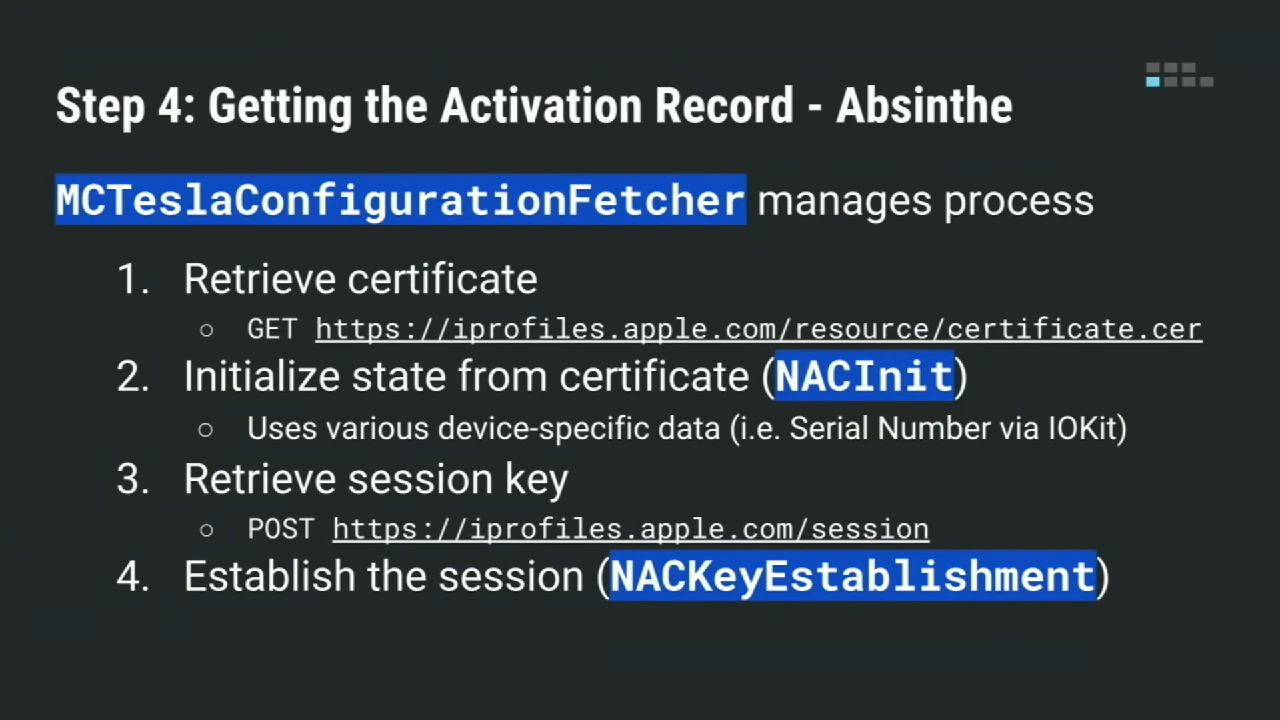 Step 4: Getting the Activation Record - Absinthe
MCTeslaConfigurationFetcher manages process
1. Retrieve certificate
○ GET https://iprofiles.apple.com/resource/certificate.cer
2. Initialize state from certificate (NACInit)
○ Uses various device-specific data (i.e. Serial Number via IOKit)
3. Retrieve session key
○ POST https://iprofiles.apple.com/session
4. Establish the session (NACKeyEstablishment)